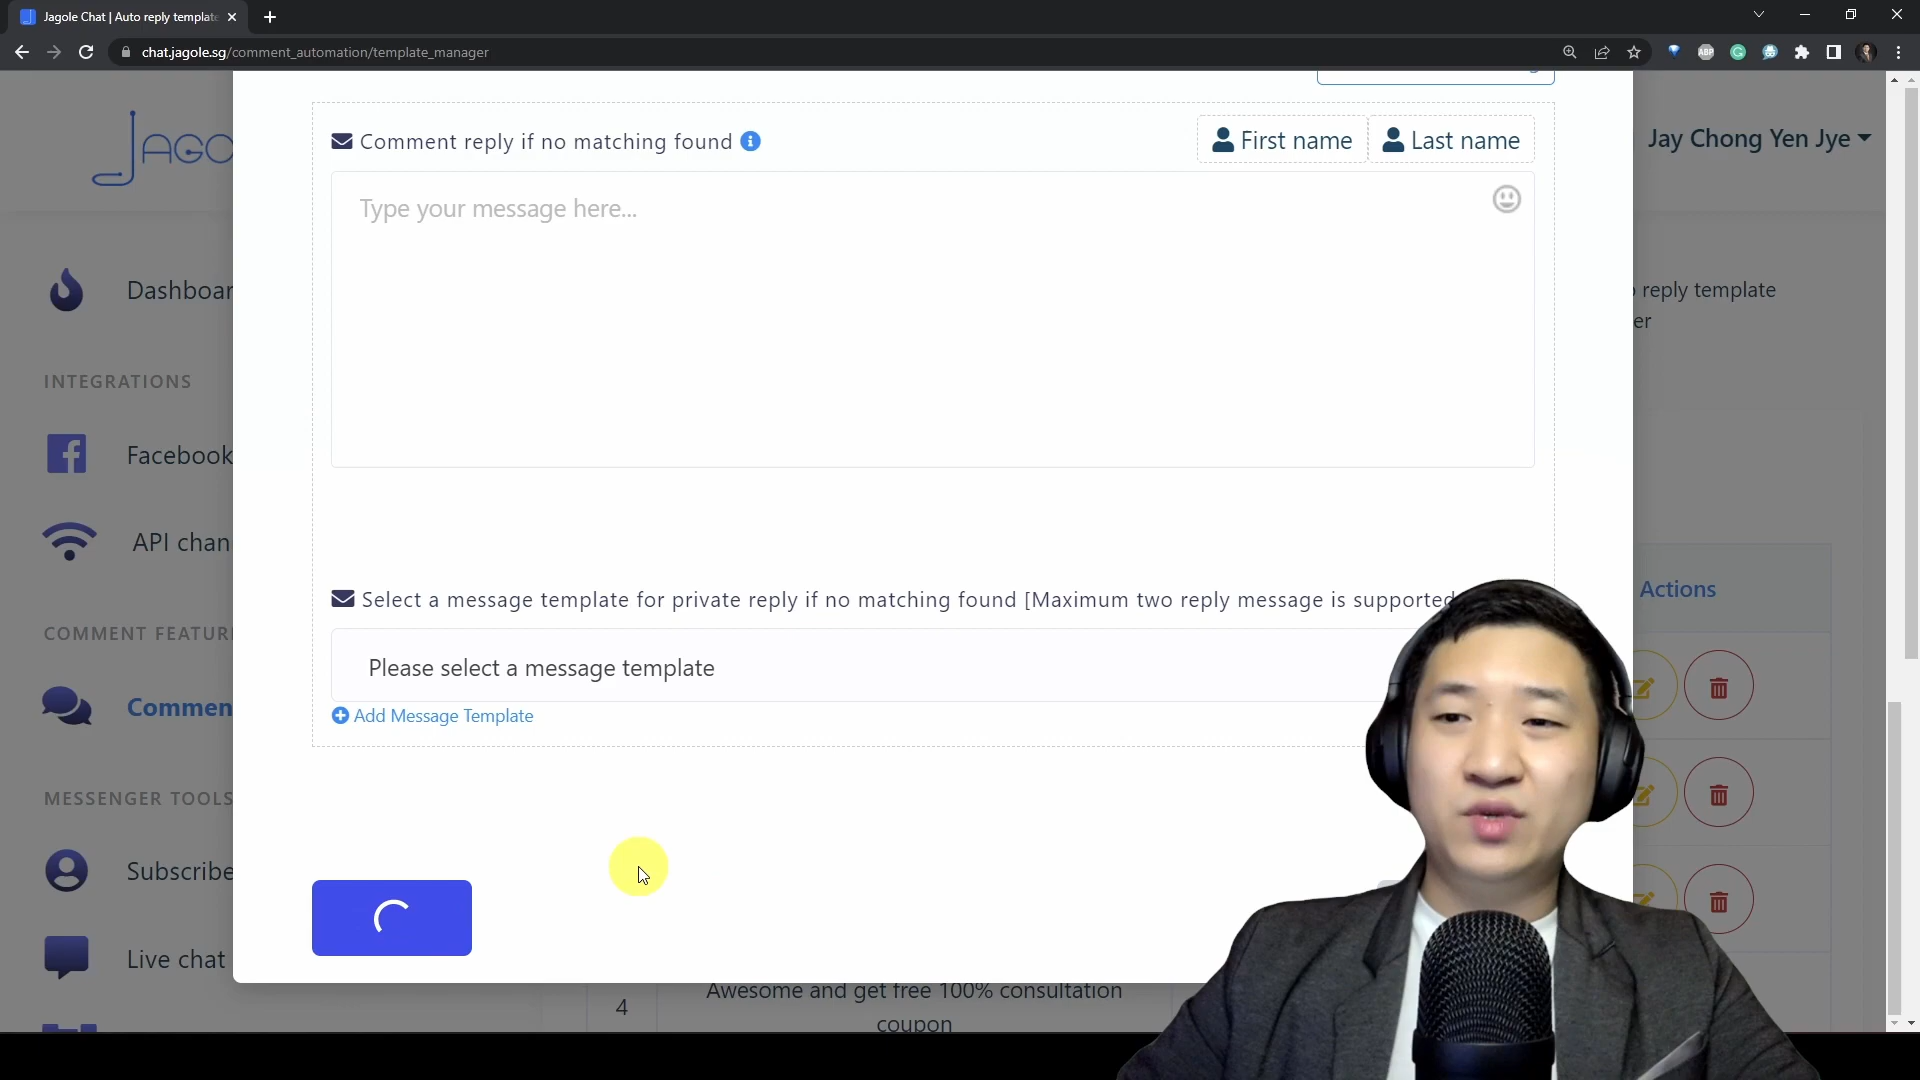 Jagole Chat | Auto reply template
chat.jagole.sg/comment_automation/template_manager
ABP
JAGO
Jay Chong Yen Jye
Comment reply if no matching found
First name
Last name
Type your message here...
reply template
er
Dashboar
INTEGRATIONS
Facebook
API chan
COMMENT FEATUR
Commen
MESSENGER TOOLS
Subscribe
Live chat
Select a message template for private reply if no matching found [Maximum two reply message is supported
Please select a message template
Add Message Template
Actions
4
Awesome and get free 100% consultation
coupon